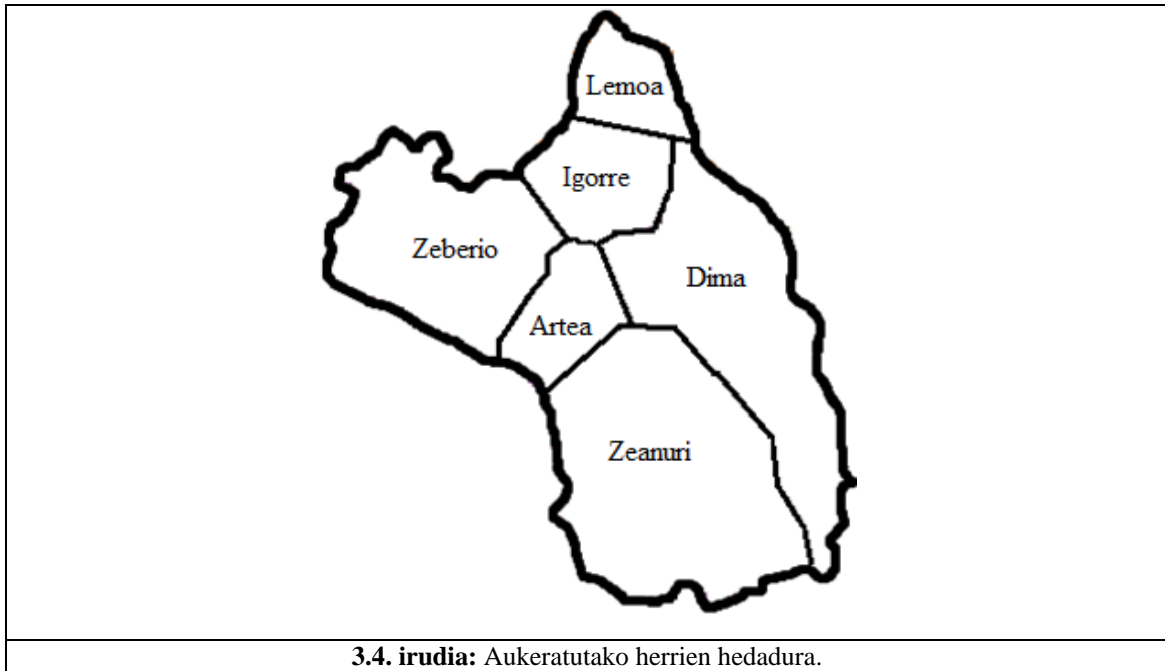 Lemoa
Igorre
Zeberio
Dima
Artea
Zeanuri
3.4. irudia: Aukeratutako herrien hedadura.